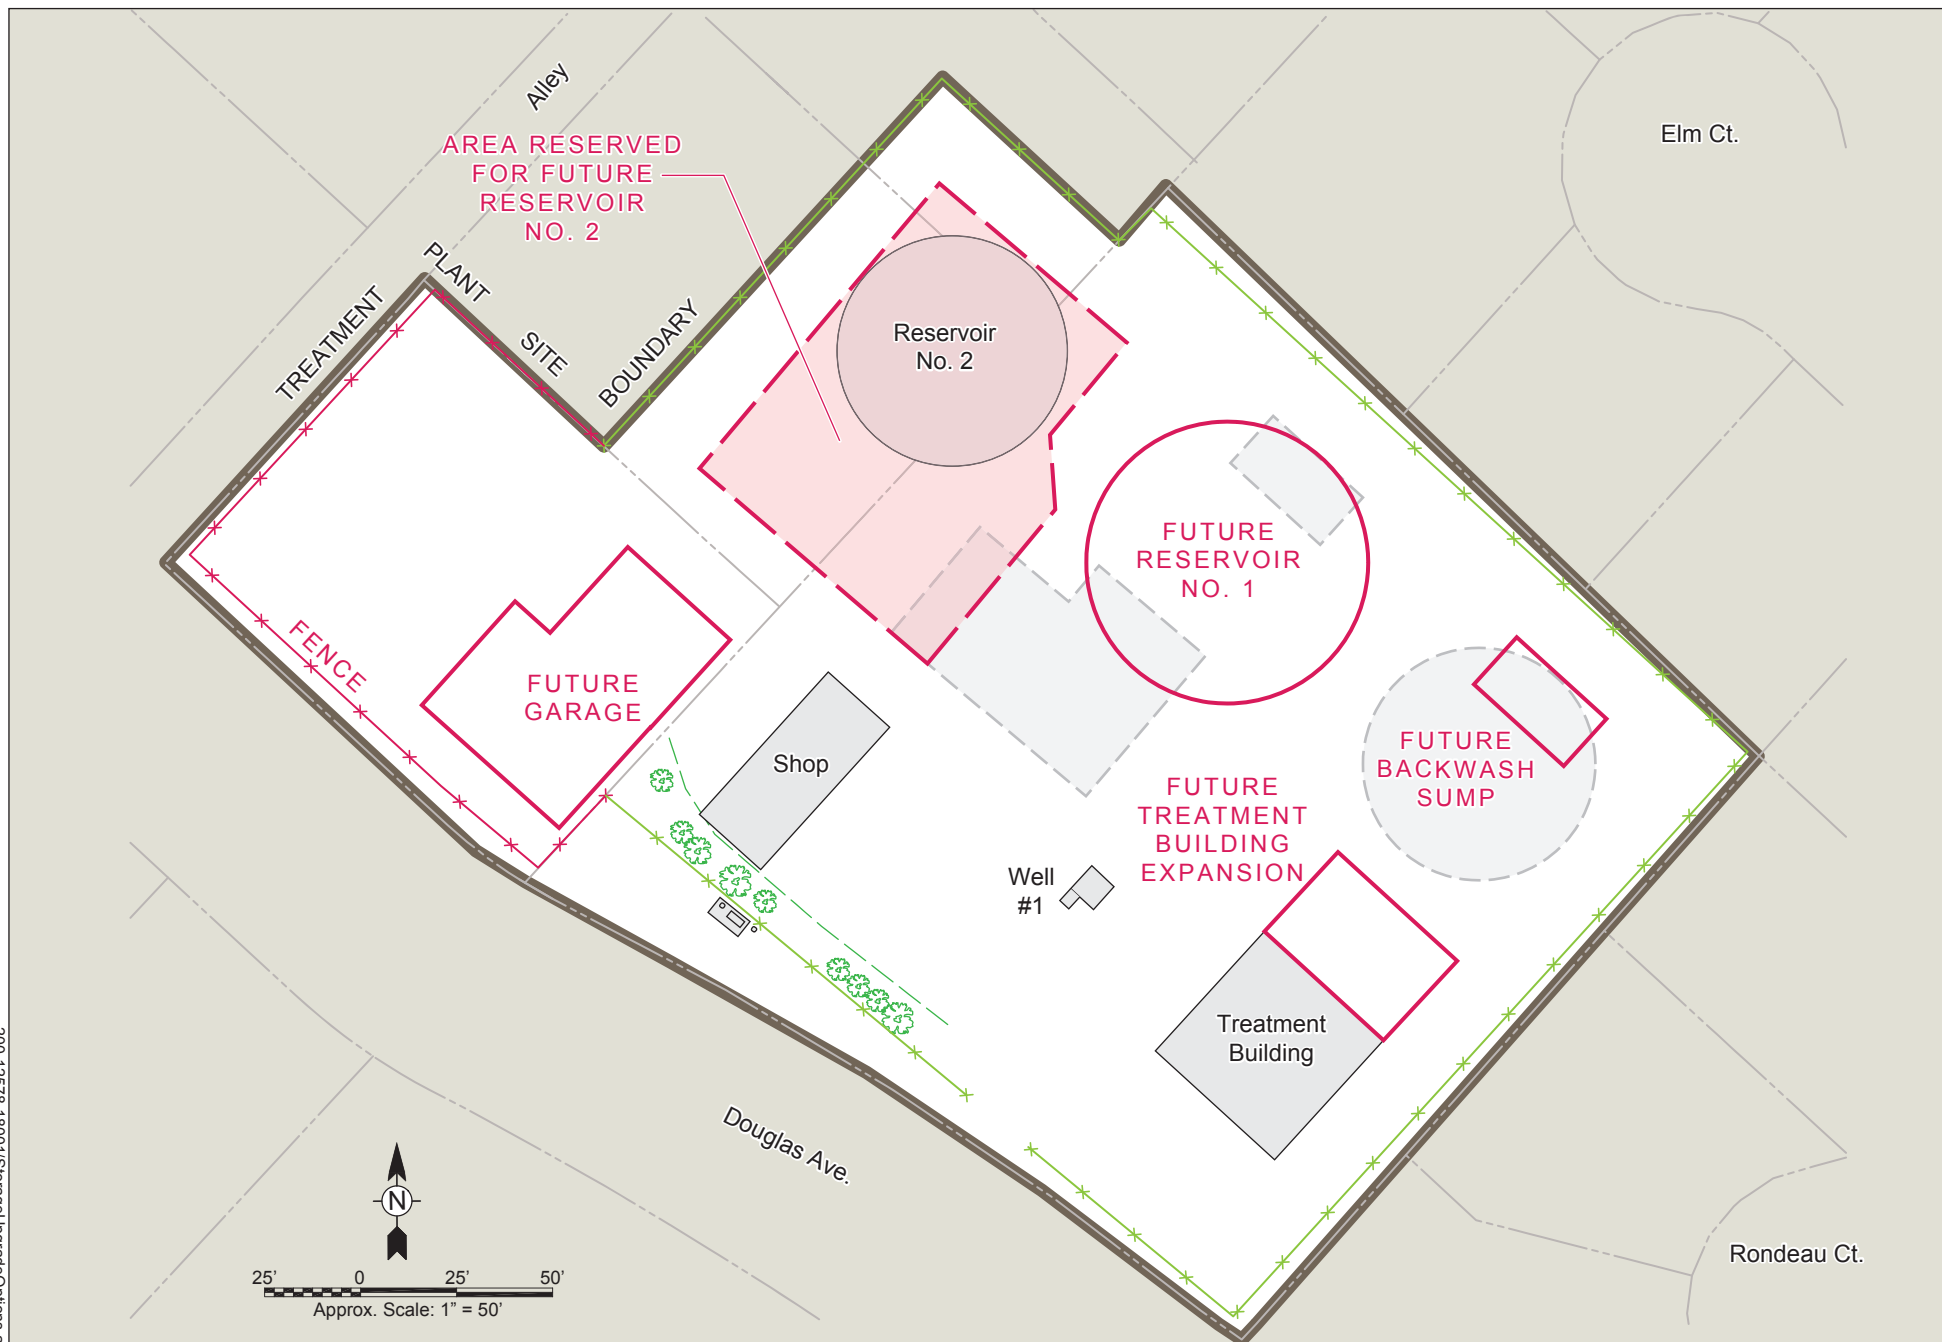 Alley
Elm Ct.
AREA RESERVED
FOR FUTURE
RESERVOIR
NO. 2
TREATMENT
PLANT
SITE
BOUNDARY
Reservoir
No. 2
FUTURE
RESERVOIR
NO. 1
FENCE
FUTURE
GARAGE
Shop
FUTURE
BACKWASH
SUMP
FUTURE
TREATMENT
BUILDING
EXPANSION
Well
#1
Treatment
Building
Douglas Ave.
Rondeau Ct.
N
25' 0 25' 50'
Approx. Scale: 1" = 50'